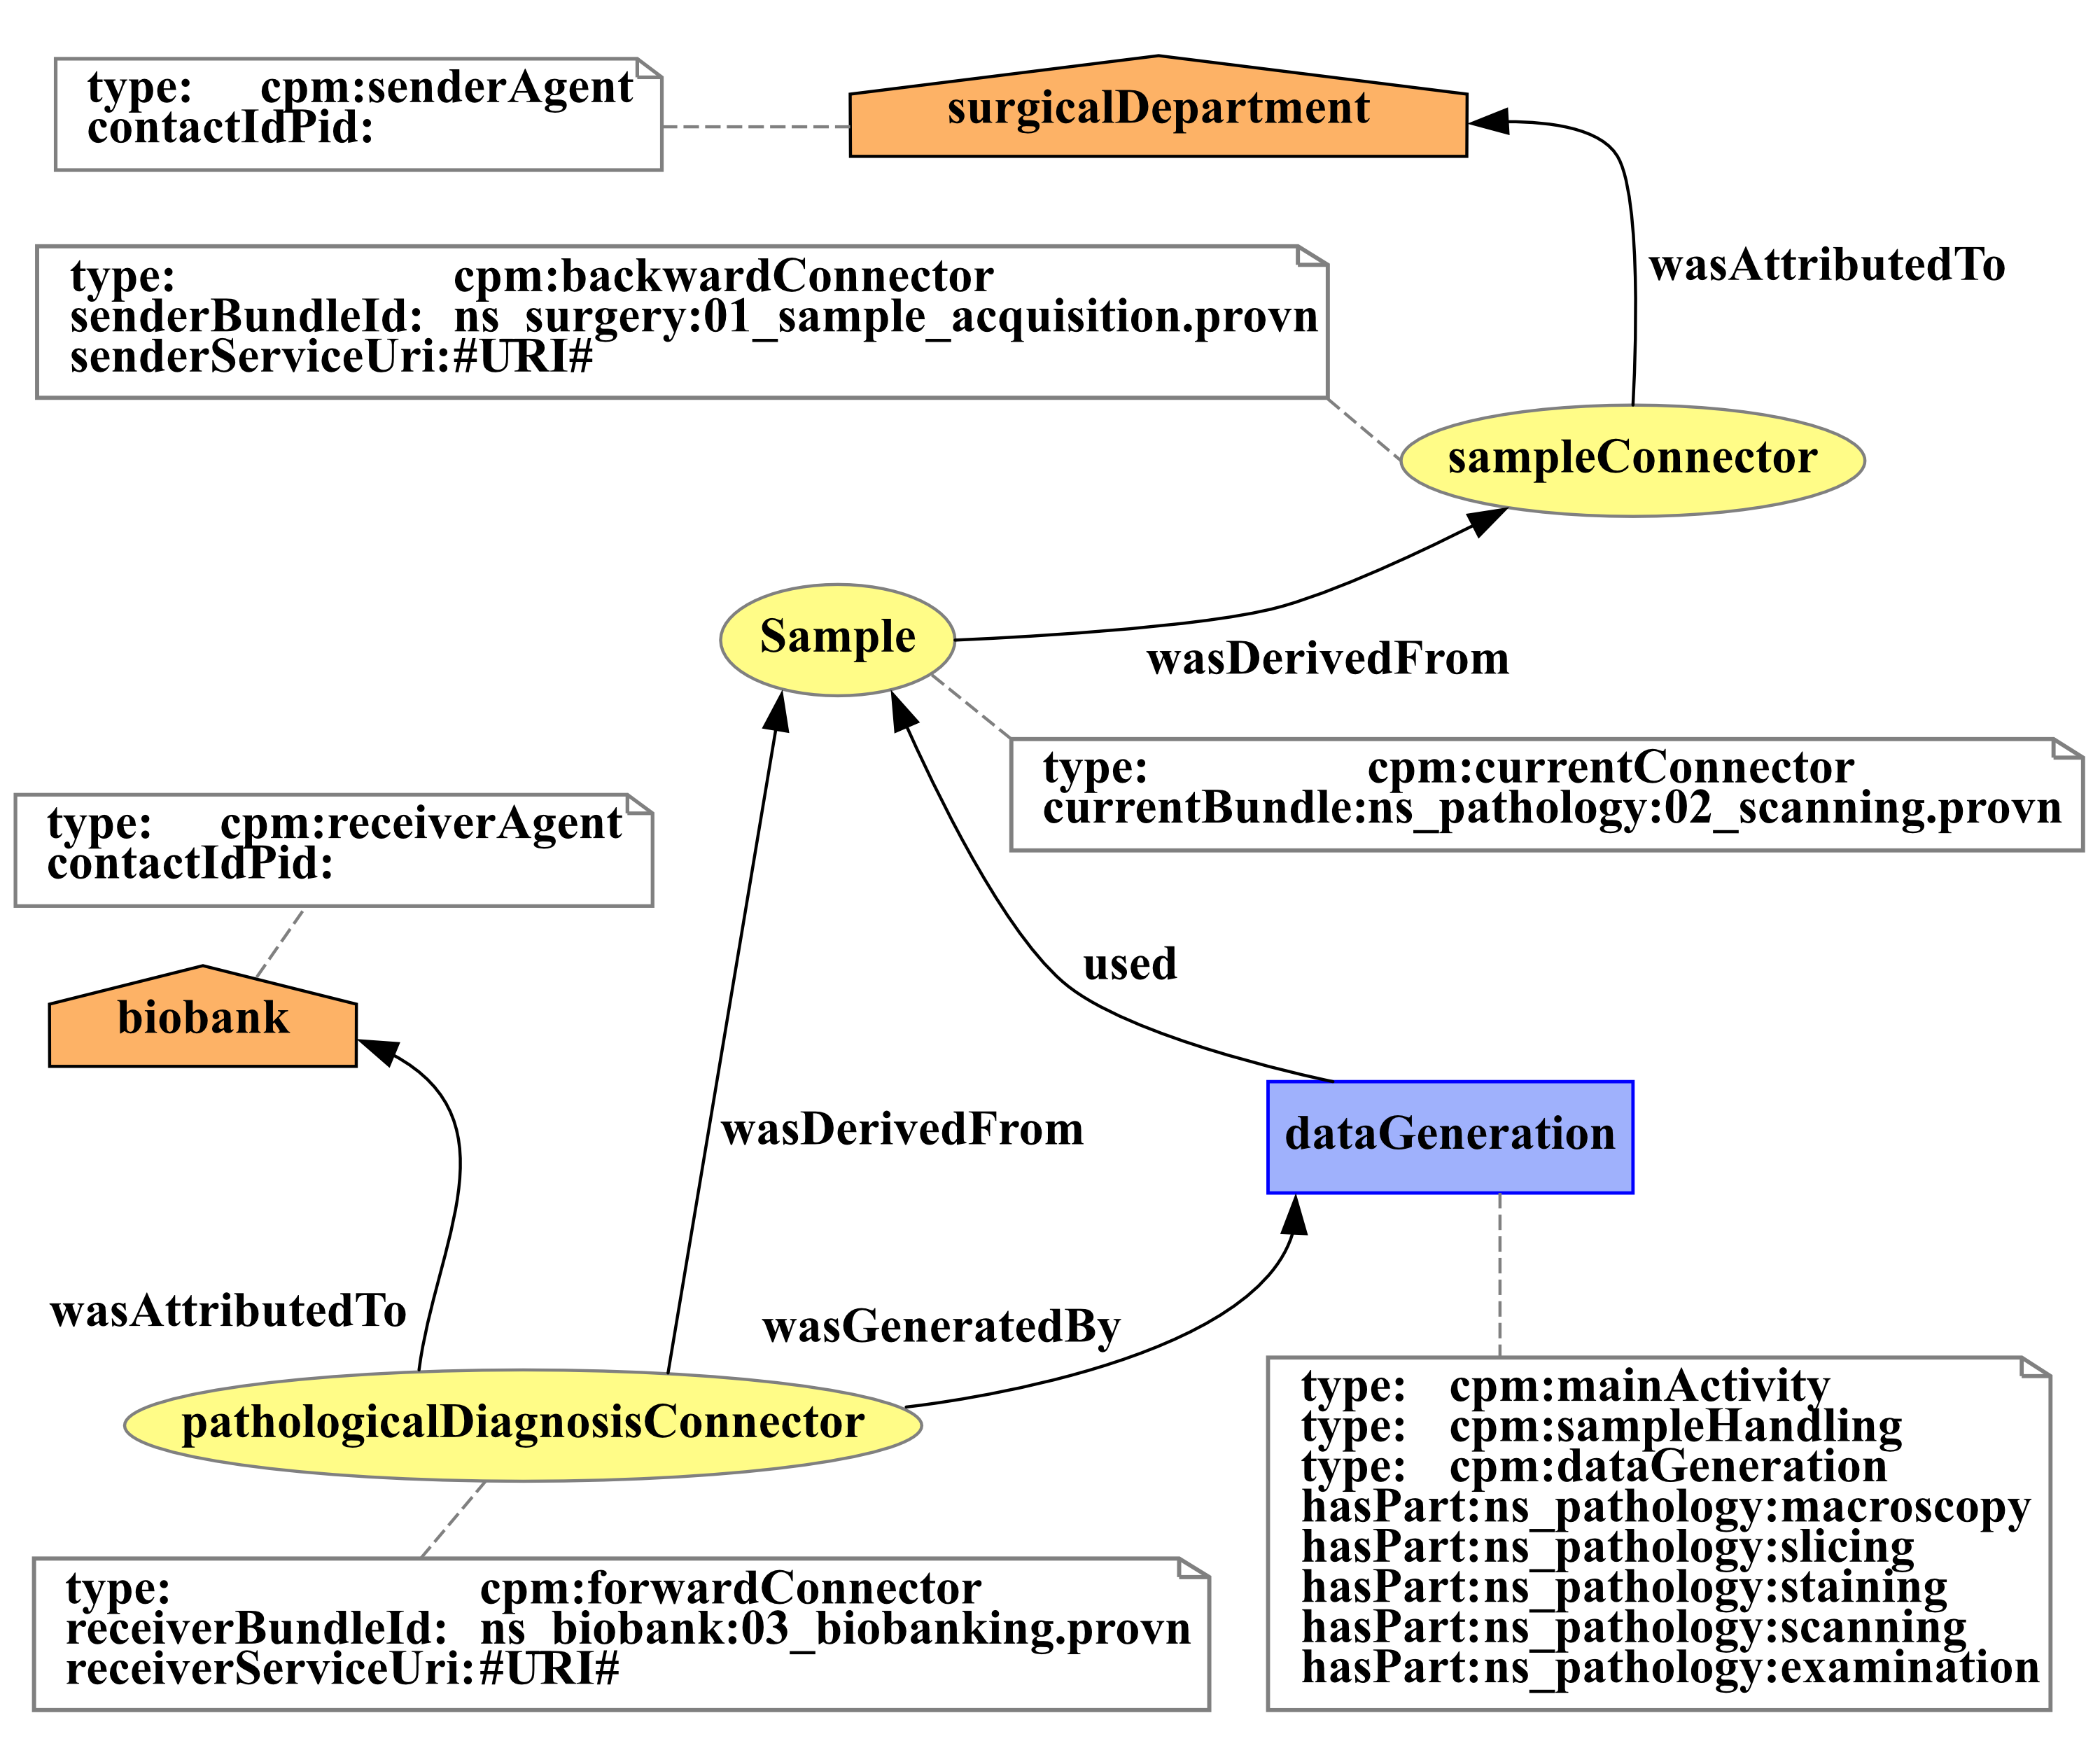 type: cpm:senderAgent
contactIdPid:
surgicalDepartment
wasAttributedTo
type: cpm:backwardConnector
senderBundleId: ns_surgery:01_sample_acquisition.provn
senderServiceUri:#URI#
sampleConnector
Sample
wasDerivedFrom
type: cpm:currentConnector
currentBundle:ns_pathology:02_scanning.provn
type: cpm:receiverAgent
contactIdPid:
used
biobank
wasDerivedFrom
dataGeneration
wasAttributedTo
wasGeneratedBy
pathologicalDiagnosisConnector
type: cpm:mainActivity
type: cpm:sampleHandling
type: cpm:dataGeneration
hasPart:ns_pathology:macroscopy
hasPart:ns_pathology:slicing
hasPart:ns_pathology:staining
hasPart:ns_pathology:scanning
hasPart:ns_pathology:examination
type: cpm:forwardConnector
receiverBundleId: ns_biobank:03_biobanking.provn
receiverServiceUri:#URI#